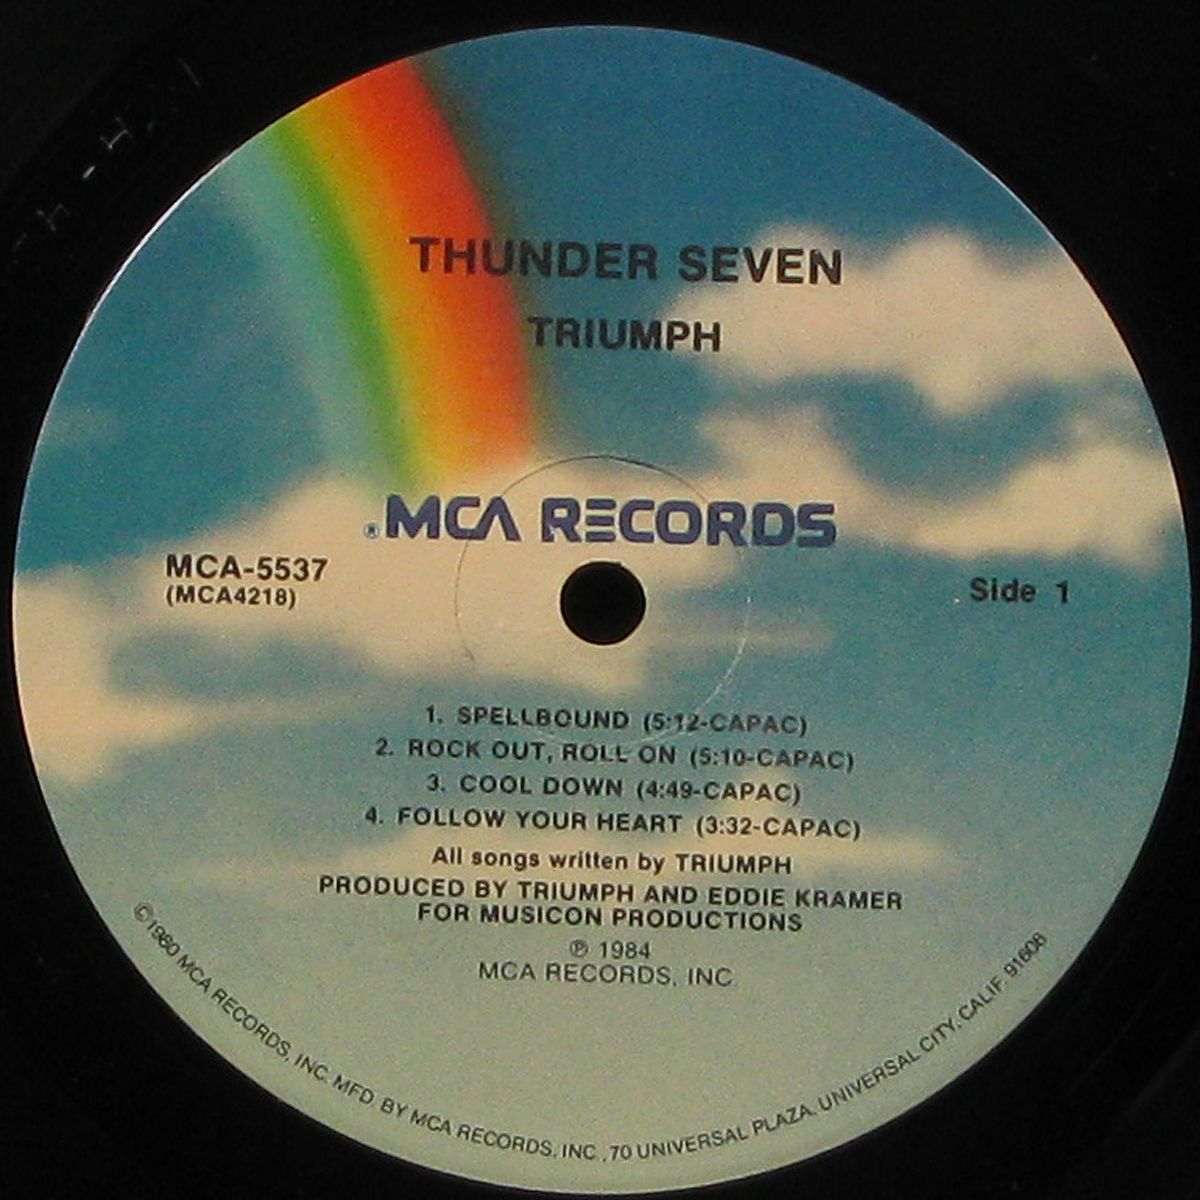 THUNDER SEVEN
TRIUMPH
®MCA RECORDS
MCA-5537
(MCA4218)
Side 1
1. SPELLBOUND (5:12-CAPAC)
2. ROCK OUT, ROLL ON (5:10-CAPAC)
3. COOL DOWN (4:49-CAPAC)
4. FOLLOW YOUR HEART (3:32-CAPAC)
All songs written by TRIUMPH
PRODUCED BY TRIUMPH AND EDDIE KRAMER
FOR MUSICON PRODUCTIONS
℗ 1984
MCA RECORDS, INC
©1980 MCA RECORDS, INC. MFD BY MCA RECORDS, INC., 70 UNIVERSAL PLAZA, UNIVERSAL CITY, CALIF. 91608